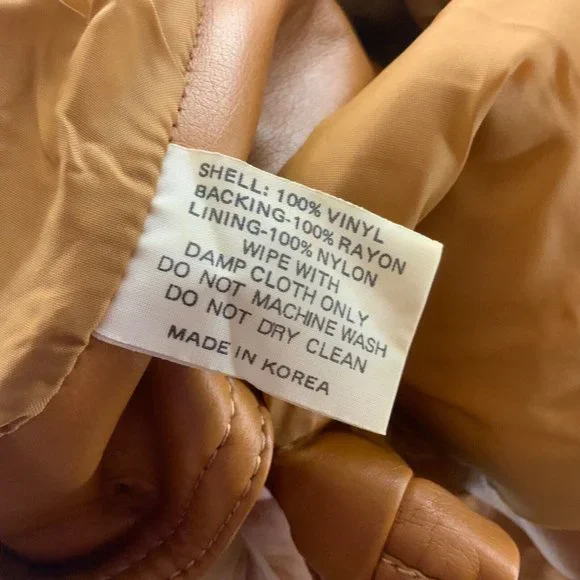 SHELL: 100% VINYL
BACKING-100% RAYON
LINING-100% NYLON
WIPE WITH
DAMP CLOTH ONLY
DO NOT MACHINE WASH
DO NOT DRY CLEAN
MADE IN KOREA